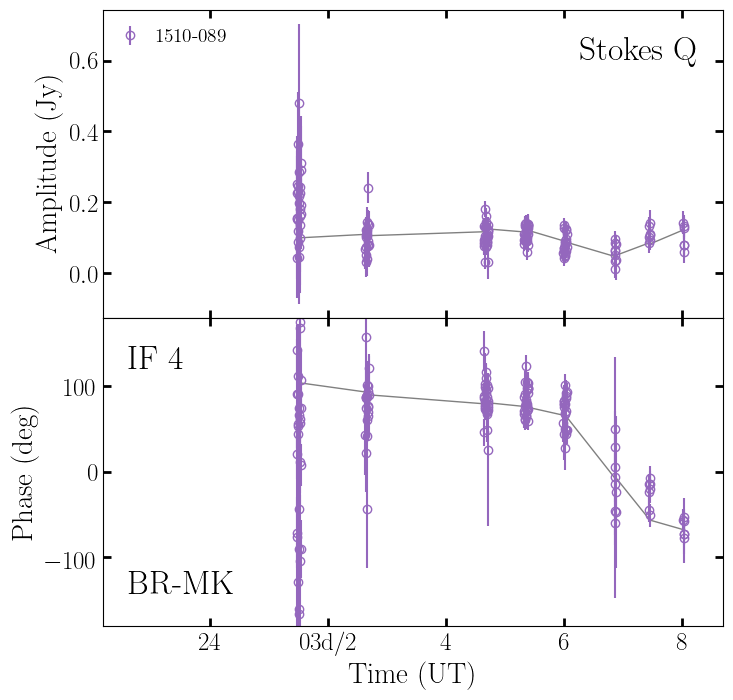 1510-089
Stokes Q
0.6
0.4
0.2
0.0
Amplitude (Jy)
IF 4
100
0
−100
Phase (deg)
BR-MK
24 03d/2 4 6 8
Time (UT)